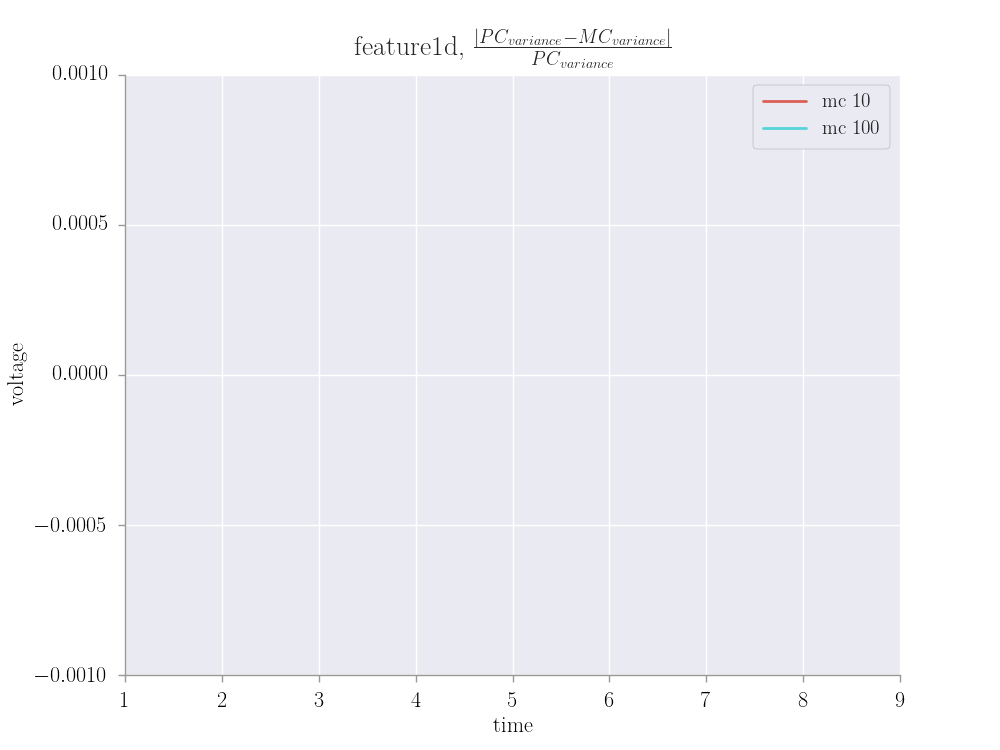 feature1d, |PC_variance−MC_variance| / PC_variance
0.0010
mc 10
mc 100
0.0005
0.0000
voltage
−0.0005
−0.0010
1 2 3 4 5 6 7 8 9
time